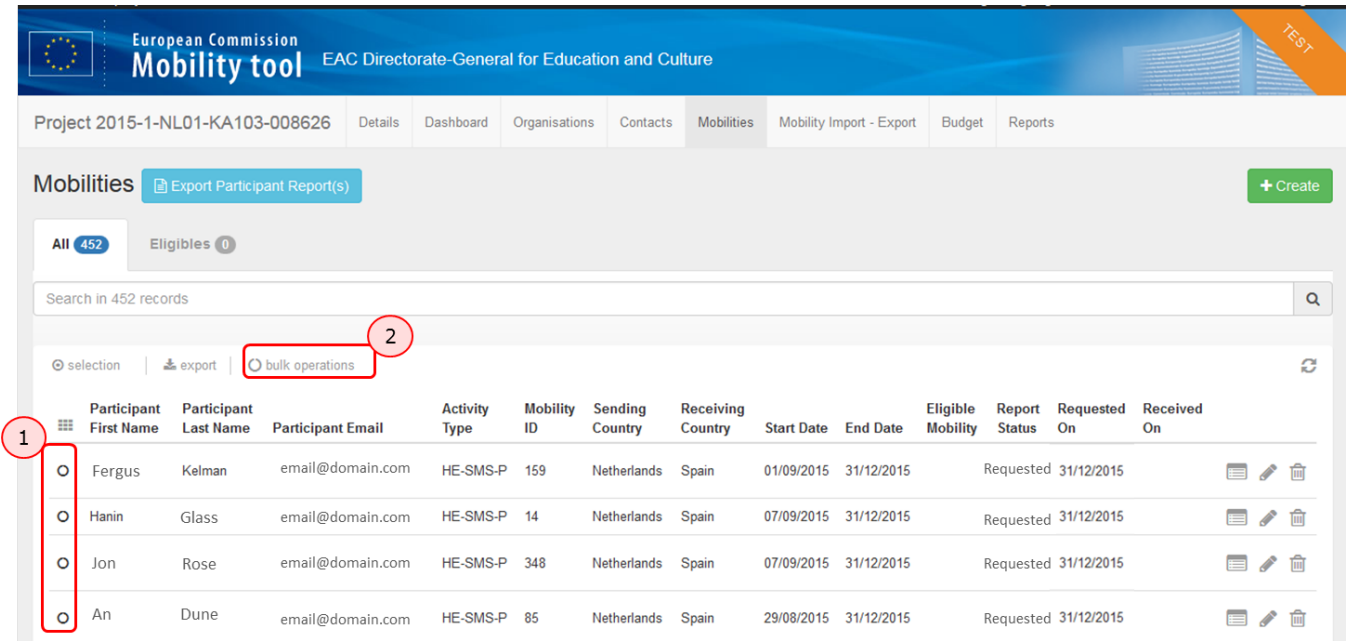 European Commission
Mobility tool EAC Directorate-General for Education and Culture
TEST
Project 2015-1-NL01-KA103-008626 Details Dashboard Organisations Contacts Mobilities Mobility Import - Export Budget Reports
Mobilities Export Participant Report(s) + Create
All 452 Eligibles 0
Search in 452 records
2
selection export bulk operations
1
Participant First Name Participant Last Name Participant Email Activity Type Mobility ID Sending Country Receiving Country Start Date End Date Eligible Mobility Report Status Requested On Received On
Fergus Kelman email@domain.com HE-SMS-P 159 Netherlands Spain 01/09/2015 31/12/2015 Requested 31/12/2015
Hanin Glass email@domain.com HE-SMS-P 14 Netherlands Spain 07/09/2015 31/12/2015 Requested 31/12/2015
Jon Rose email@domain.com HE-SMS-P 348 Netherlands Spain 07/09/2015 31/12/2015 Requested 31/12/2015
An Dune email@domain.com HE-SMS-P 85 Netherlands Spain 29/08/2015 31/12/2015 Requested 31/12/2015